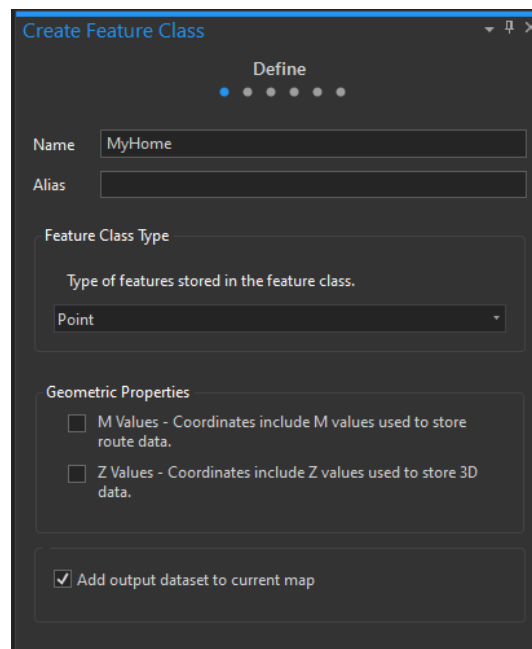 Create Feature Class
Define
Name MyHome
Alias
Feature Class Type
Type of features stored in the feature class.
Point
Geometric Properties
M Values - Coordinates include M values used to store
route data.
Z Values - Coordinates include Z values used to store 3D
data.
Add output dataset to current map